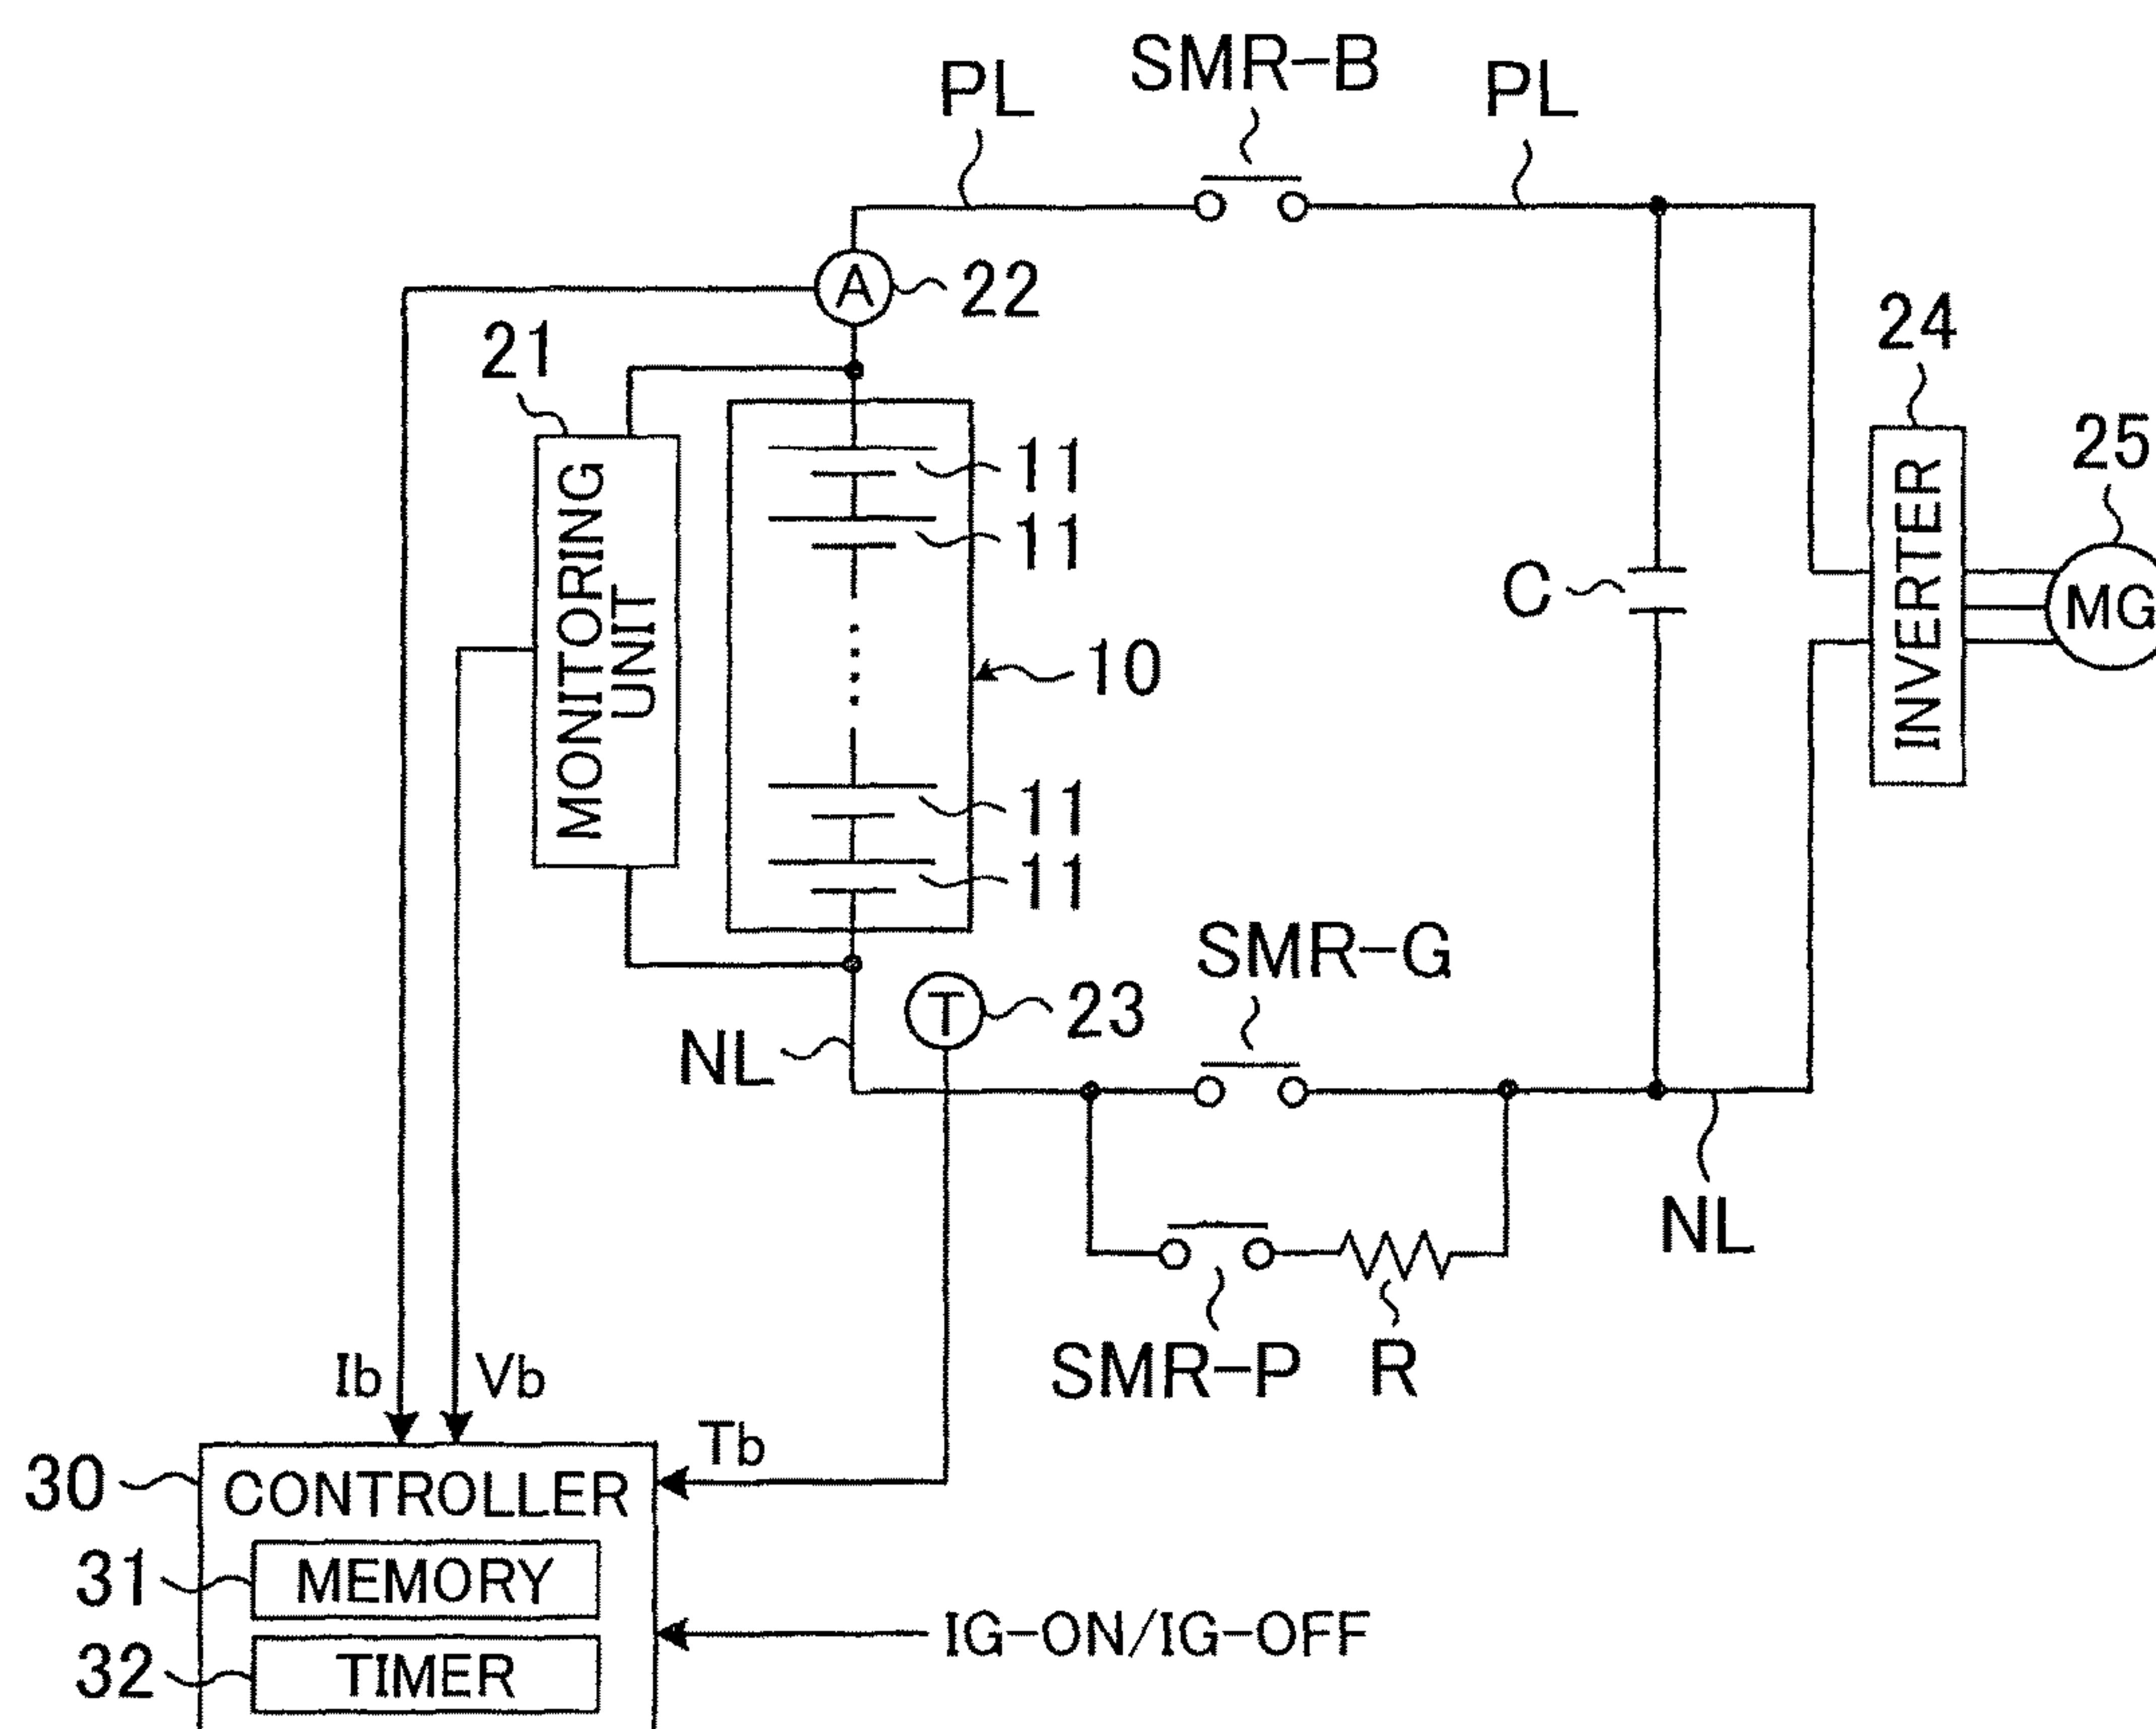 SMR-B
PL
PL
A
22
21
24
25
MONITORING
UNIT
11
11
C
INVERTER
MG
10
11
11
SMR-G
T
23
NL
NL
SMR-P
R
Ib
Vb
Tb
30
CONTROLLER
31
MEMORY
IG-ON/IG-OFF
32
TIMER